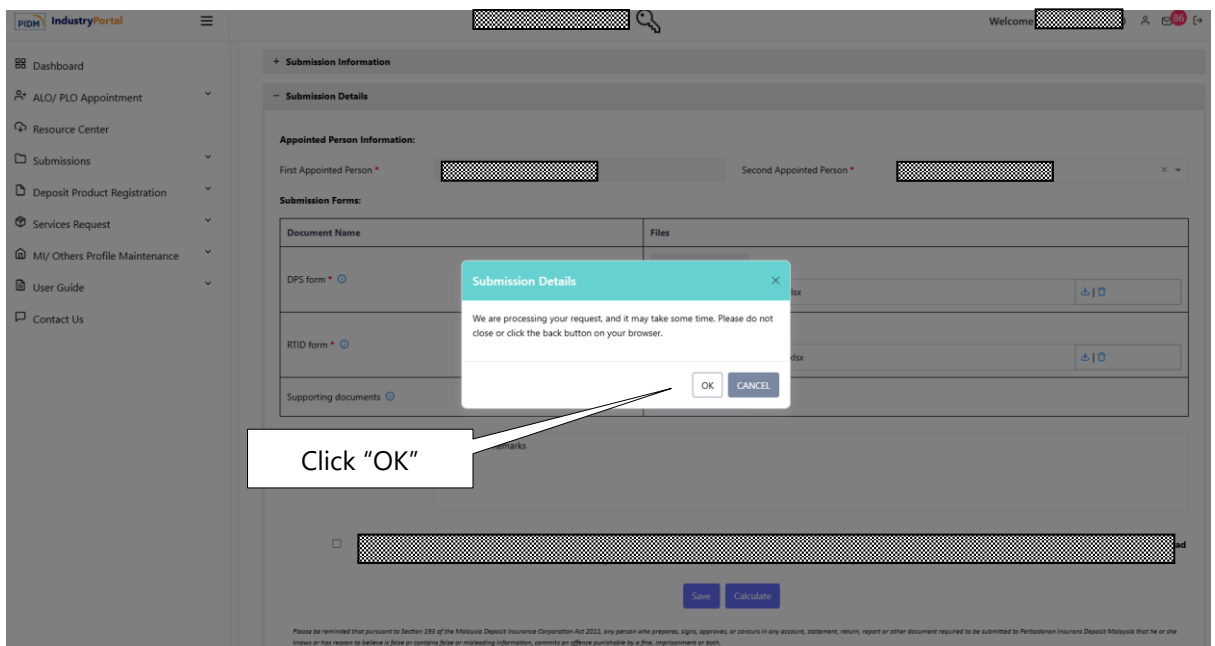 PIDM IndustryPortal
Welcome
86
Dashboard
ALO/ PLO Appointment
Resource Center
Submissions
Deposit Product Registration
Services Request
MI/ Others Profile Maintenance
User Guide
Contact Us
+ Submission Information
− Submission Details
Appointed Person Information:
First Appointed Person *
Second Appointed Person *
Submission Forms:
Document Name
Files
DPS form *
lsx
RTID form *
xlsx
Supporting documents
Submission Details
We are processing your request, and it may take some time. Please do not
close or click the back button on your browser.
OK
CANCEL
Click “OK”
emarks
ad
Save
Calculate
Please be reminded that pursuant to Section 193 of the Malaysia Deposit Insurance Corporation Act 2011, any person who prepares, signs, approves, or concurs in any account, statement, return, report or other document required to be submitted to Perbadanan Insurans Deposit Malaysia that he or she
knows or has reason to believe is false or contains false or misleading information, commits an offence punishable by a fine, imprisonment or both.